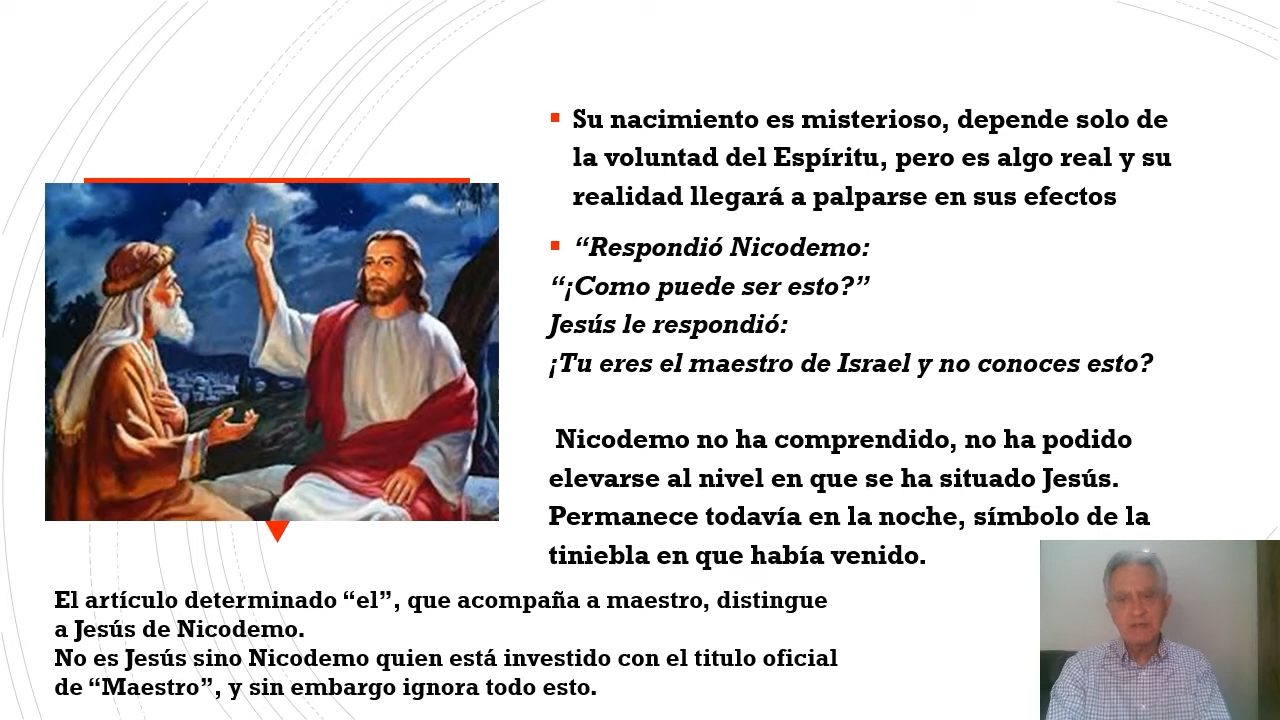 Su nacimiento es misterioso, depende solo de
la voluntad del Espíritu, pero es algo real y su
realidad llegará a palparse en sus efectos
“Respondió Nicodemo:
“¡Como puede ser esto?”
Jesús le respondió:
¡Tu eres el maestro de Israel y no conoces esto?
Nicodemo no ha comprendido, no ha podido
elevarse al nivel en que se ha situado Jesús.
Permanece todavía en la noche, símbolo de la
tiniebla en que había venido.
El artículo determinado “el”, que acompaña a maestro, distingue
a Jesús de Nicodemo.
No es Jesús sino Nicodemo quien está investido con el titulo oficial
de “Maestro”, y sin embargo ignora todo esto.